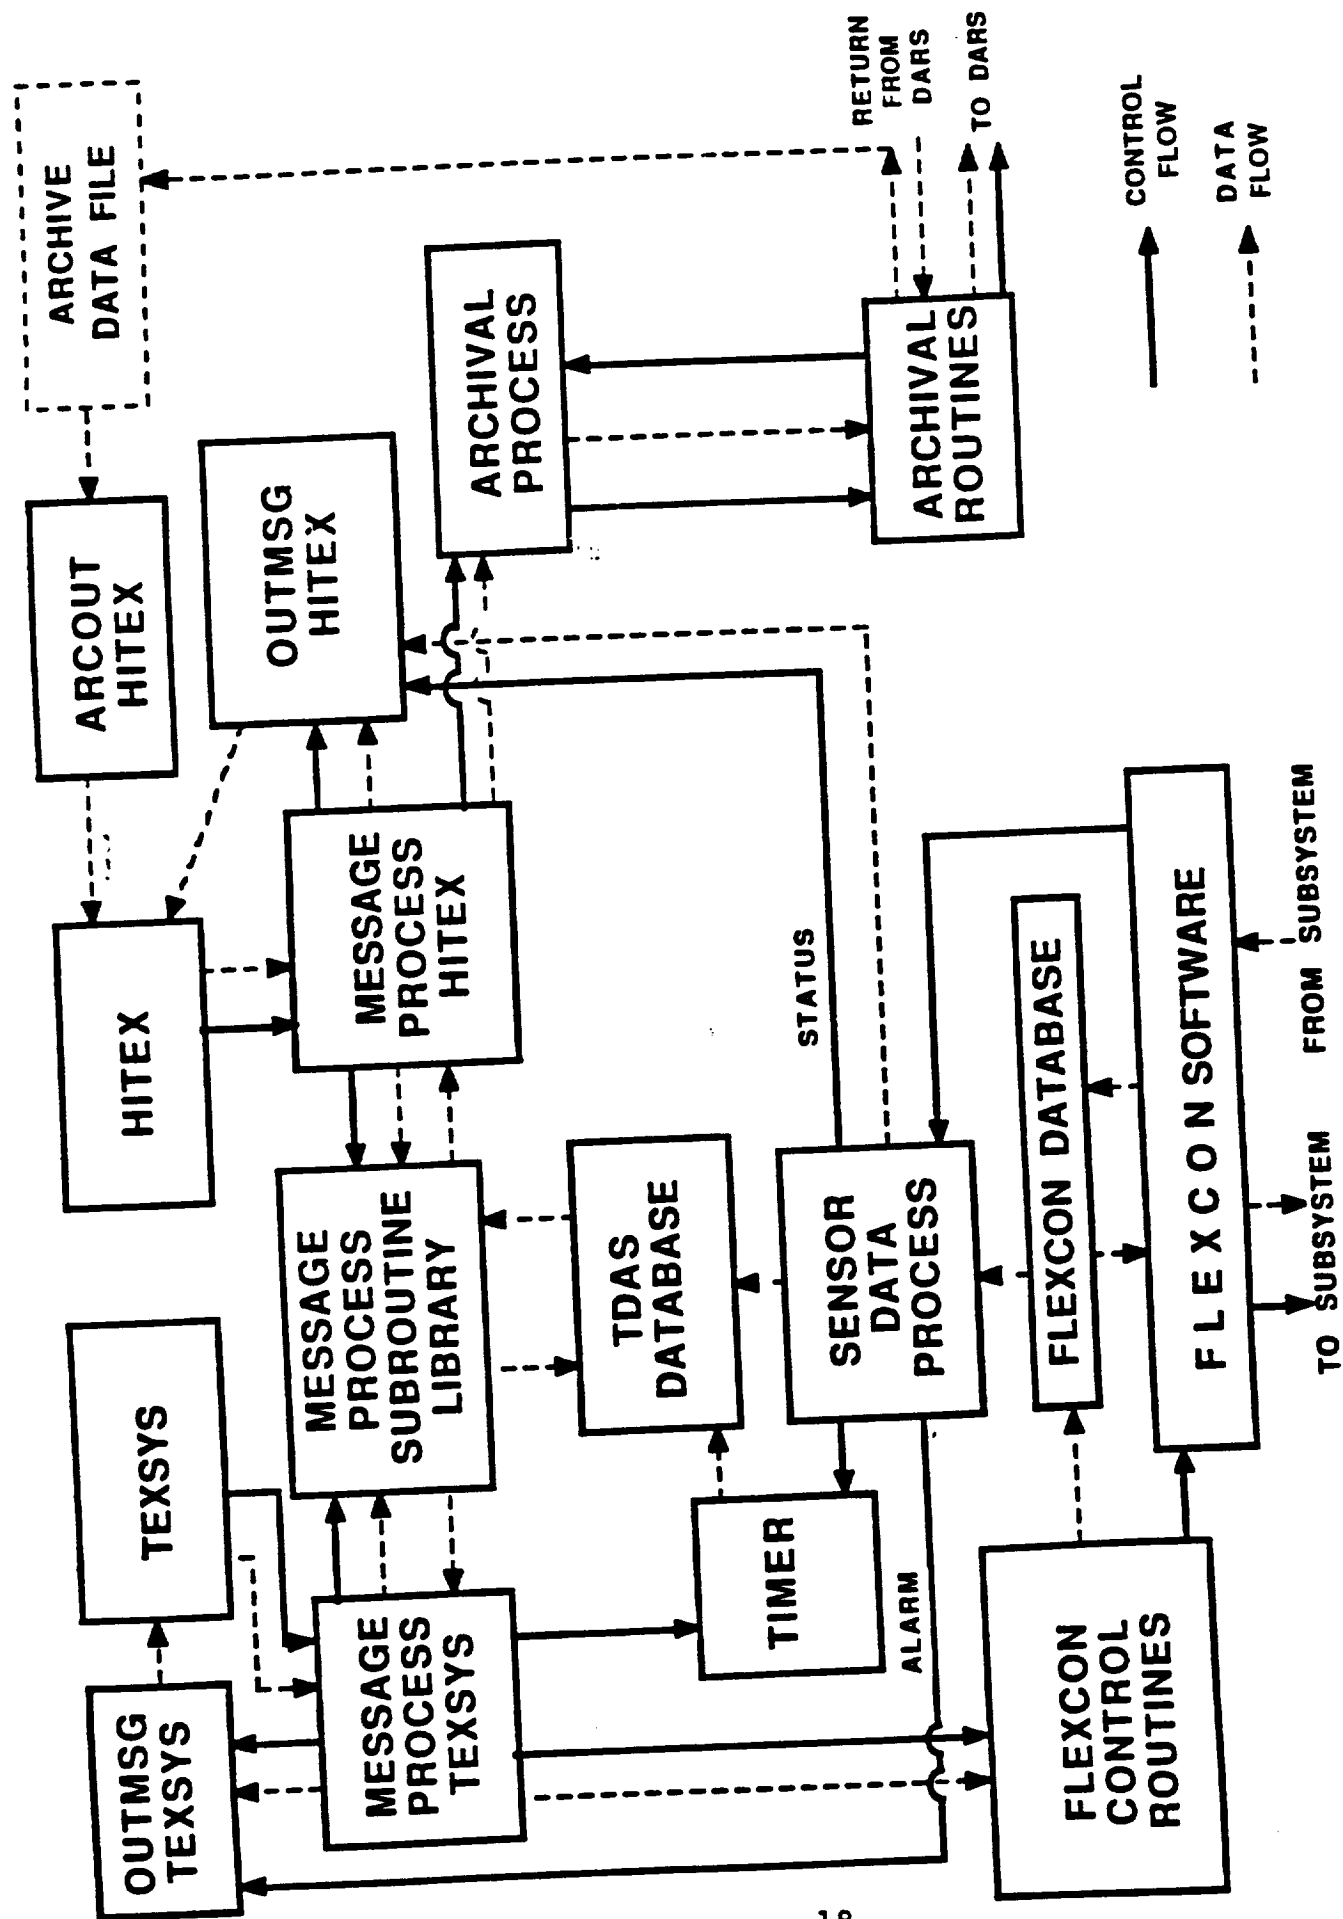 OUTMSG
TEXSYS
TEXSYS
HITEX
ARCOUT
HITEX
ARCHIVE
DATA FILE
MESSAGE
PROCESS
TEXSYS
MESSAGE
PROCESS
SUBROUTINE
LIBRARY
MESSAGE
PROCESS
HITEX
OUTMSG
HITEX
ARCHIVAL
PROCESS
TIMER
TDAS
DATABASE
ALARM
SENSOR
DATA
PROCESS
STATUS
ARCHIVAL
ROUTINES
RETURN
FROM
DARS
TO DARS
FLEXCON
CONTROL
ROUTINES
FLEXCON DATABASE
FLEXCON SOFTWARE
TO SUBSYSTEM
FROM SUBSYSTEM
CONTROL
FLOW
DATA
FLOW
18